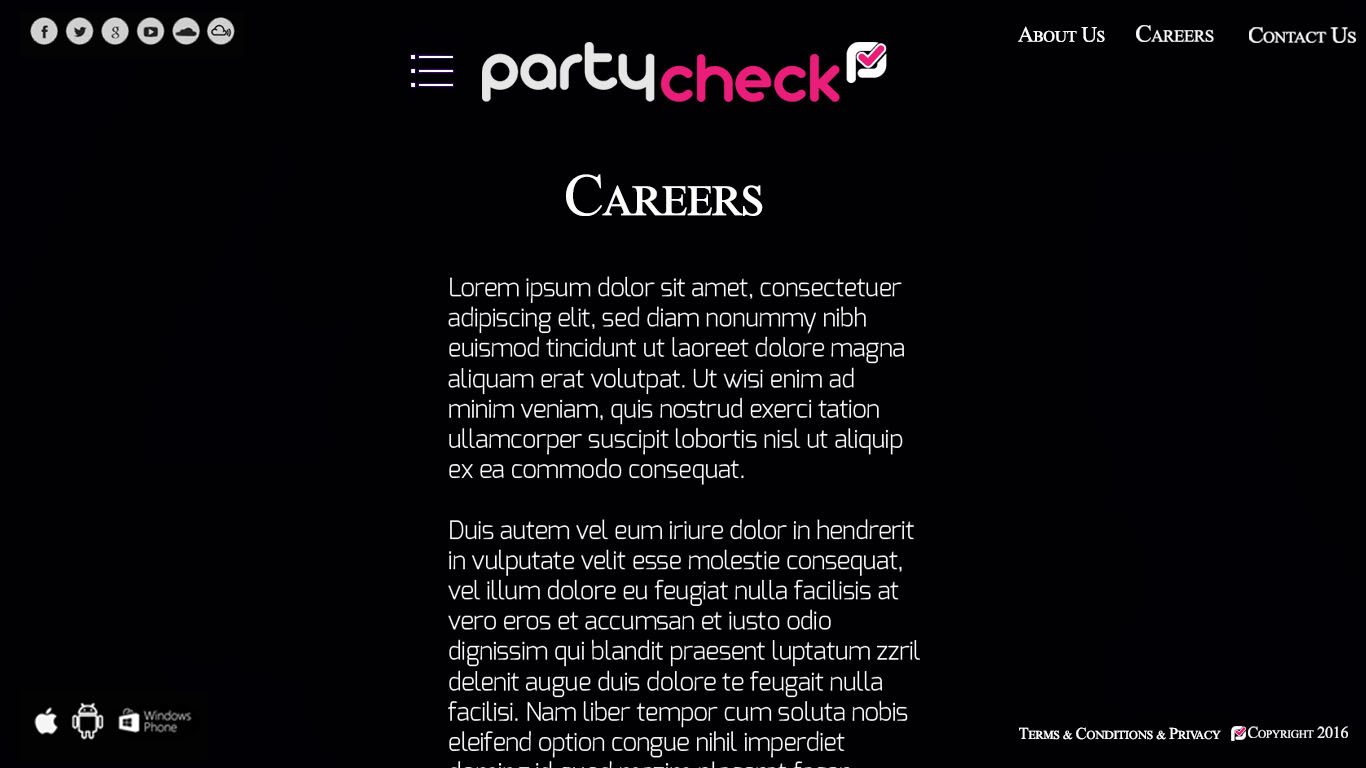 About Us Careers Contact Us
partycheck
Careers
Lorem ipsum dolor sit amet, consectetuer
adipiscing elit, sed diam nonummy nibh
euismod tincidunt ut laoreet dolore magna
aliquam erat volutpat. Ut wisi enim ad
minim veniam, quis nostrud exerci tation
ullamcorper suscipit lobortis nisl ut aliquip
ex ea commodo consequat.
Duis autem vel eum iriure dolor in hendrerit
in vulputate velit esse molestie consequat,
vel illum dolore eu feugiat nulla facilisis at
vero eros et accumsan et iusto odio
dignissim qui blandit praesent luptatum zzril
delenit augue duis dolore te feugait nulla
facilisi. Nam liber tempor cum soluta nobis
eleifend option congue nihil imperdiet
Windows
Phone
Terms & Conditions & Privacy Copyright 2016